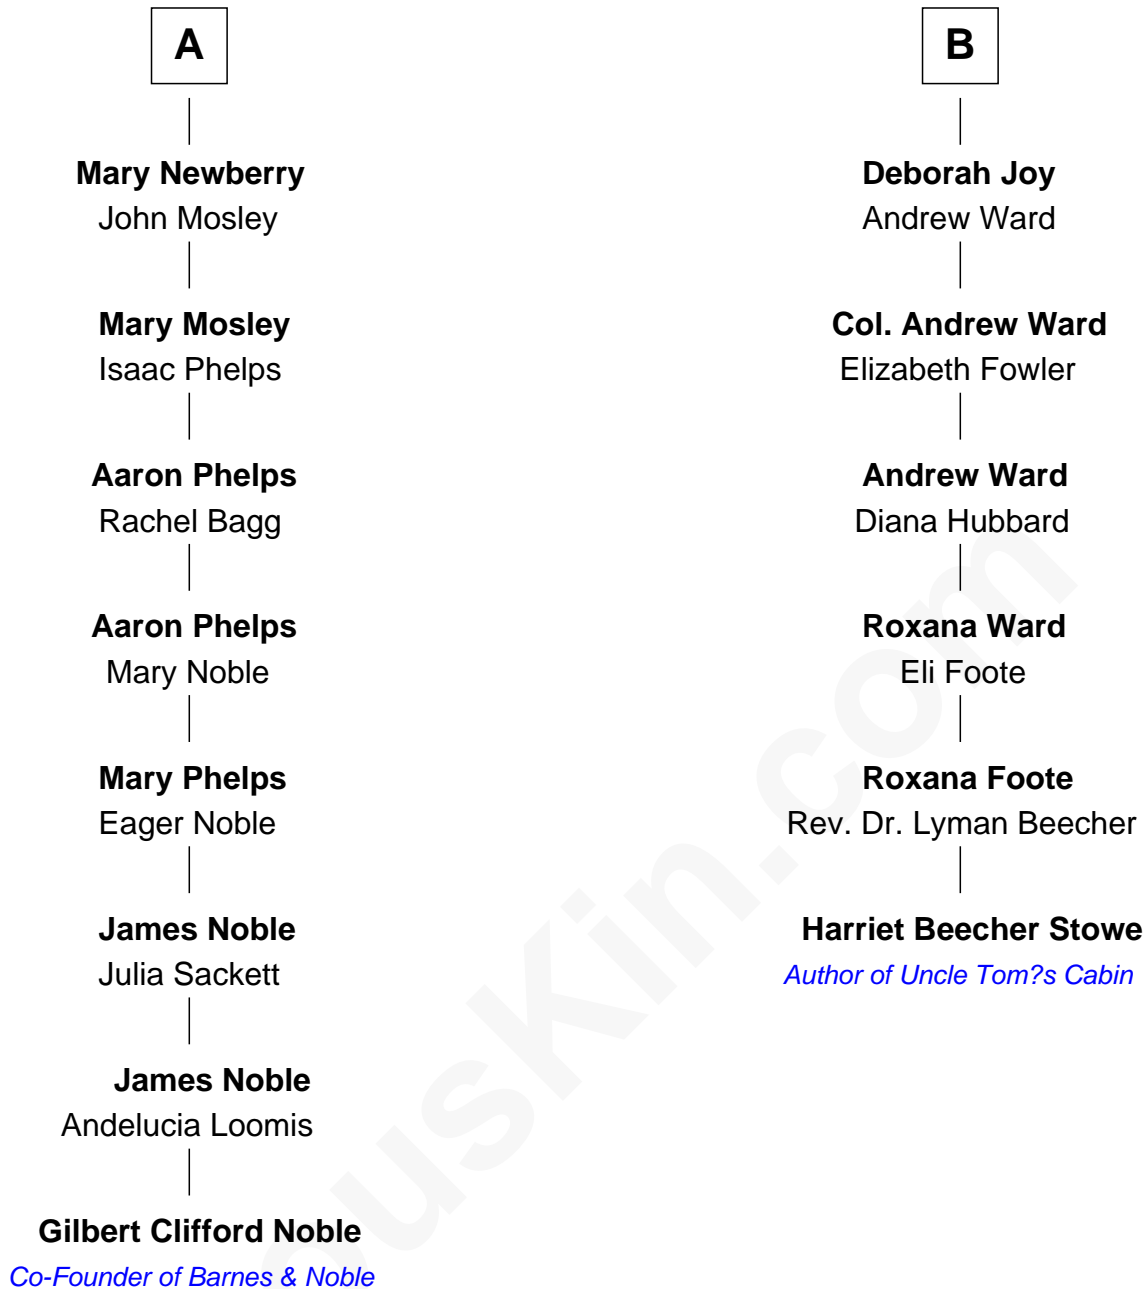 A
Mary Newberry
John Mosley
Mary Mosley
Isaac Phelps
Aaron Phelps
Rachel Bagg
Aaron Phelps
Mary Noble
Mary Phelps
Eager Noble
James Noble
Julia Sackett
James Noble
Andelucia Loomis
Gilbert Clifford Noble
Co-Founder of Barnes & Noble
B
Deborah Joy
Andrew Ward
Col. Andrew Ward
Elizabeth Fowler
Andrew Ward
Diana Hubbard
Roxana Ward
Eli Foote
Roxana Foote
Rev. Dr. Lyman Beecher
Harriet Beecher Stowe
Author of Uncle Tom?s Cabin